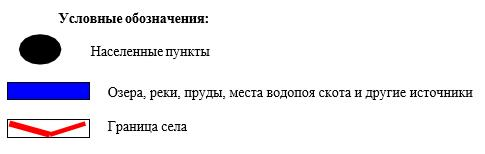 Условные обозначения:
Населенные пункты
Озера, реки, пруды, места водопоя скота и другие источники
Граница села